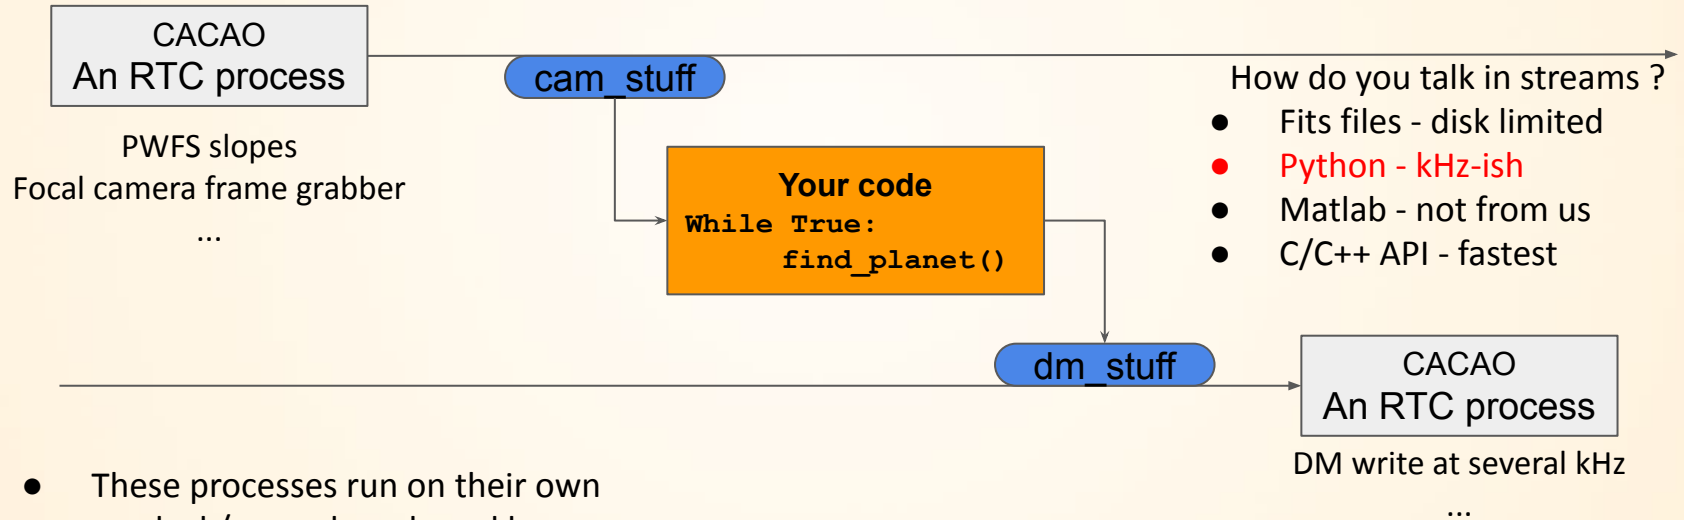 CACAO
An RTC process
PWFS slopes
Focal camera frame grabber
...
cam_stuff
Your code
While True:
find_planet()
How do you talk in streams ?
● Fits files - disk limited
● Python - kHz-ish
● Matlab - not from us
● C/C++ API - fastest
dm_stuff
CACAO
An RTC process
DM write at several kHz
...
● These processes run on their own